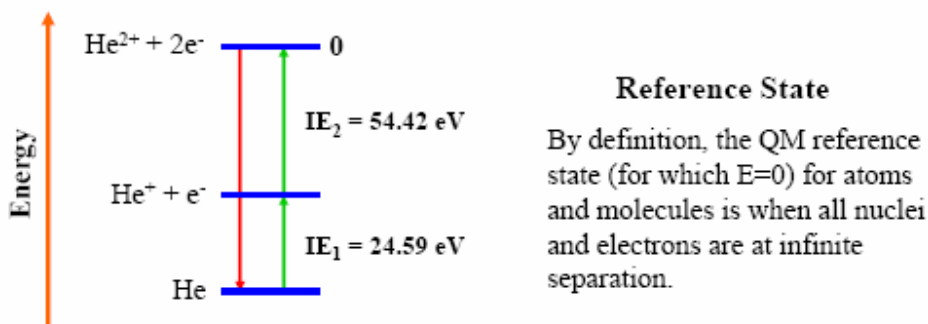 He²⁺ + 2e⁻
0
IE₂ = 54.42 eV
He⁺ + e⁻
IE₁ = 24.59 eV
He
Energy
Reference State
By definition, the QM reference
state (for which E=0) for atoms
and molecules is when all nuclei
and electrons are at infinite
separation.